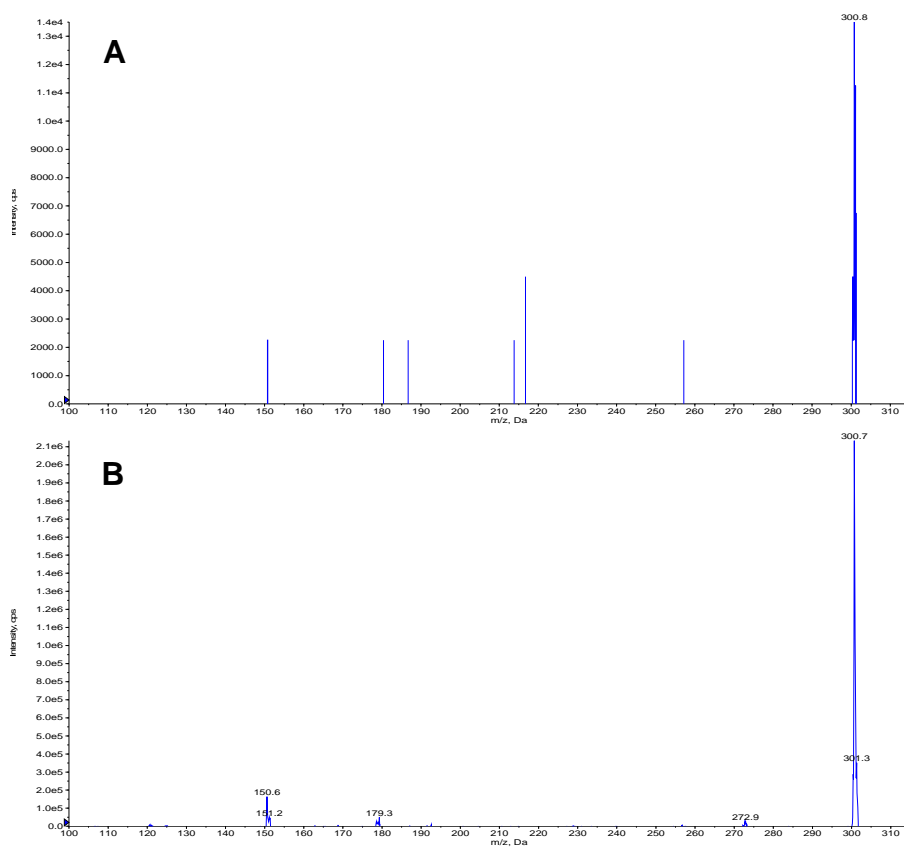 300.8
1.4e4
A
1.3e4
1.2e4
1.1e4
1.0e4
9000.0
8000.0
7000.0
6000.0
5000.0
4000.0
3000.0
2000.0
1000.0
0.0
Intensity, cps
100 110 120 130 140 150 160 170 180 190 200 210 220 230 240 250 260 270 280 290 300 310
m/z, Da
300.7
B
2.1e6
2.0e6
1.9e6
1.8e6
1.7e6
1.6e6
1.5e6
1.4e6
1.3e6
1.2e6
1.1e6
1.0e6
9.0e5
8.0e5
7.0e5
6.0e5
5.0e5
4.0e5
3.0e5
2.0e5
1.0e5
0.0
Intensity, cps
301.3
150.6
151.2
179.3
272.9
100 110 120 130 140 150 160 170 180 190 200 210 220 230 240 250 260 270 280 290 300 310
m/z, Da